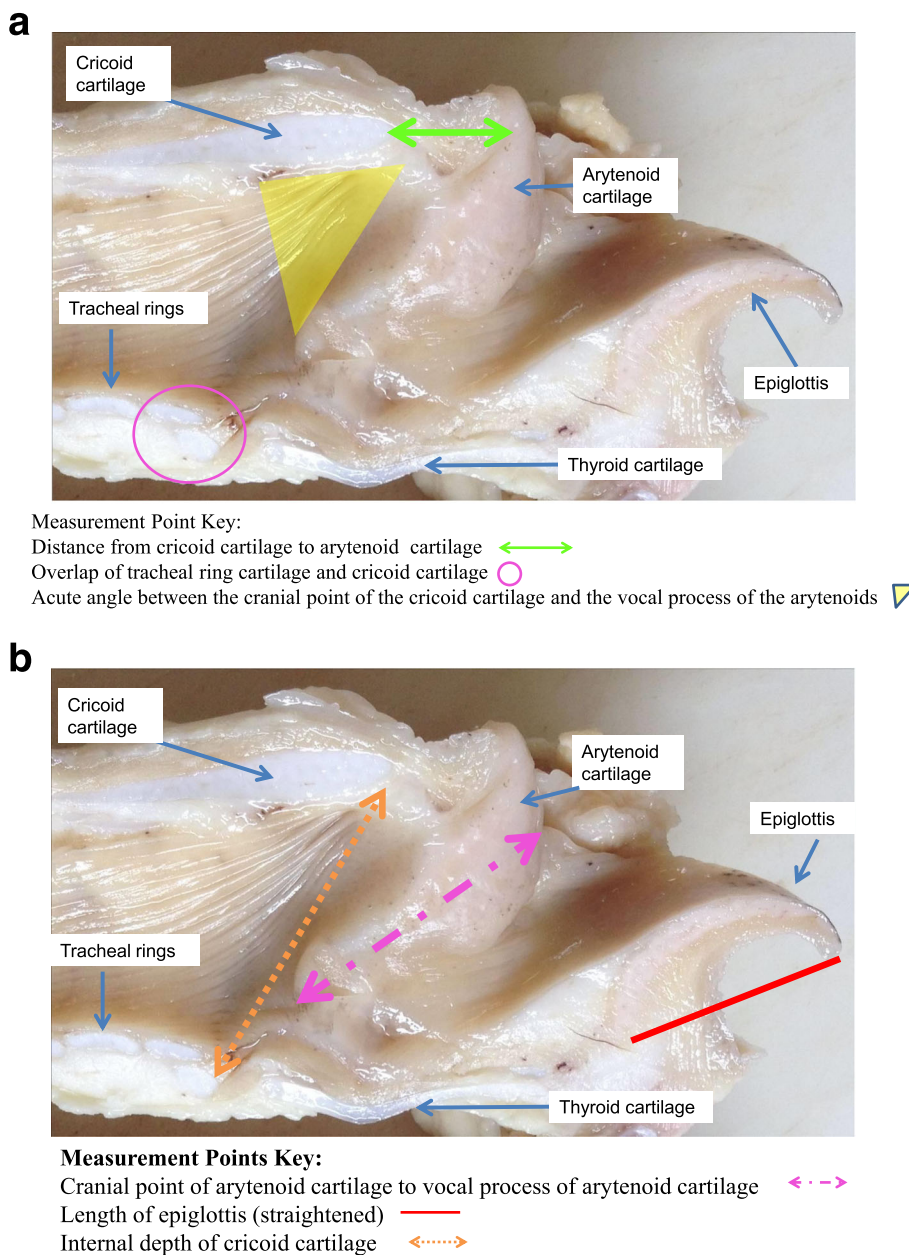 a
Cricoid
cartilage
Arytenoid
cartilage
Tracheal rings
Epiglottis
Thyroid cartilage
Measurement Point Key:
Distance from cricoid cartilage to arytenoid cartilage
Overlap of tracheal ring cartilage and cricoid cartilage
Acute angle between the cranial point of the cricoid cartilage and the vocal process of the arytenoids
b
Cricoid
cartilage
Arytenoid
cartilage
Epiglottis
Tracheal rings
Thyroid cartilage
Measurement Points Key:
Cranial point of arytenoid cartilage to vocal process of arytenoid cartilage
Length of epiglottis (straightened)
Internal depth of cricoid cartilage